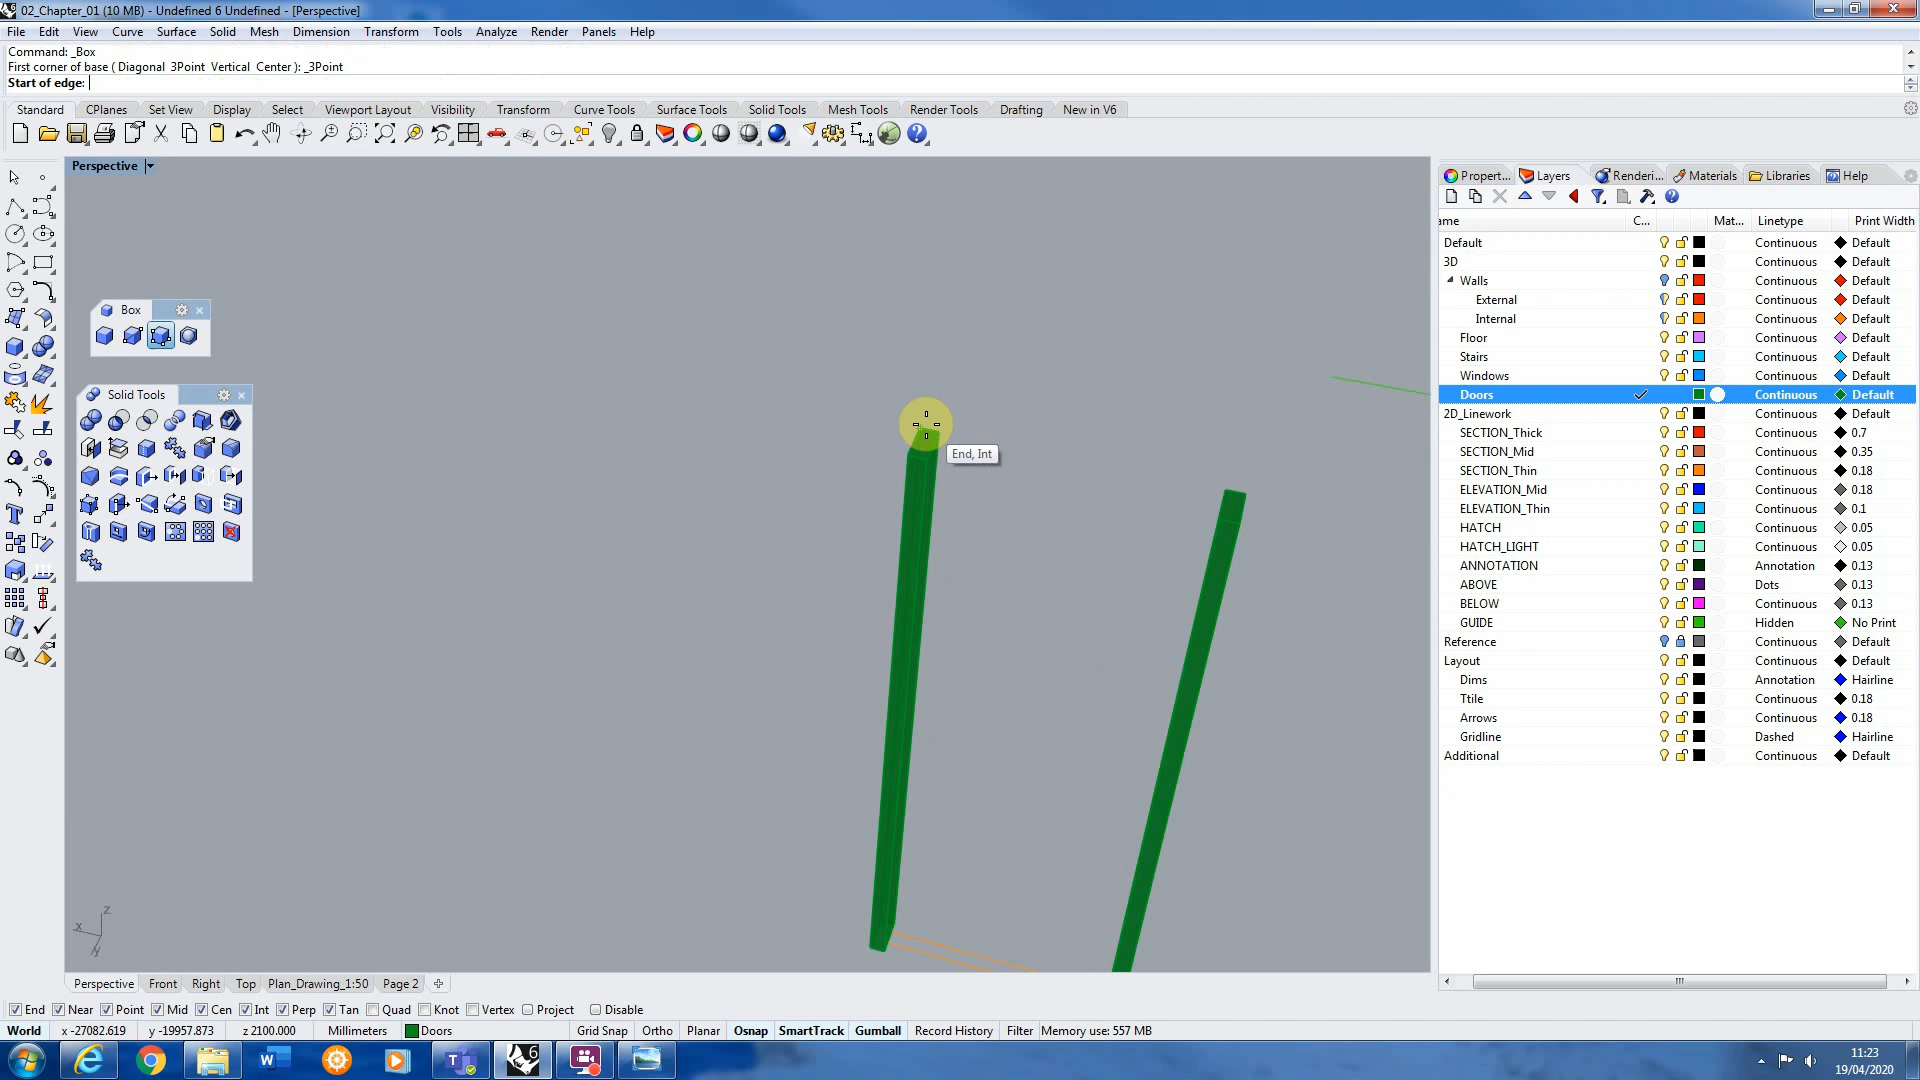 02_Chapter_01 (10 MB) - Undefined 6 Undefined - [Perspective]
File Edit View Curve Surface Solid Mesh Dimension Transform Tools Analyze Render Panels Help
Command: _Box
First corner of base ( Diagonal 3Point Vertical Center ): _3Point
Start of edge:
Standard CPlanes Set View Display Select Viewport Layout Visibility Transform Curve Tools Surface Tools Solid Tools Mesh Tools Render Tools Drafting New in V6
Perspective
Propert... Layers Renderi... Materials Libraries Help
ame C... Mat... Linetype Print Width
Default Continuous Default
3D Continuous Default
Walls Continuous Default
External Continuous Default
Internal Continuous Default
Floor Continuous Default
Stairs Continuous Default
Windows Continuous Default
Doors Continuous Default
2D_Linework Continuous Default
SECTION_Thick Continuous 0.7
SECTION_Mid Continuous 0.35
SECTION_Thin Continuous 0.18
ELEVATION_Mid Continuous 0.18
ELEVATION_Thin Continuous 0.1
HATCH Continuous 0.05
HATCH_LIGHT Continuous 0.05
ANNOTATION Annotation 0.13
ABOVE Dots 0.13
BELOW Continuous 0.13
GUIDE Hidden No Print
Reference Continuous Default
Layout Continuous Default
Dims Annotation Hairline
Ttile Continuous 0.18
Arrows Continuous 0.18
Gridline Dashed Hairline
Additional Continuous Default
Box
Solid Tools
End, Int
z
x
y
Perspective Front Right Top Plan_Drawing_1:50 Page 2
End Near Point Mid Cen Int Perp Tan Quad Knot Vertex Project Disable
World x -27082.619 y -19957.873 z 2100.000 Millimeters Doors Grid Snap Ortho Planar Osnap SmartTrack Gumball Record History Filter Memory use: 557 MB
11:23
19/04/2020